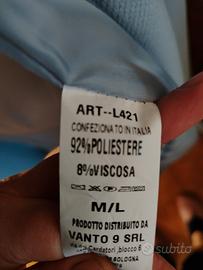 ART--L421
CONFEZIONATO IN ITALIA
92%POLIESTERE
8%VISCOSA
M/L
PRODOTTO DISTRIBUITO DA
VANTO 9 SRL
BOLOGNA
subito